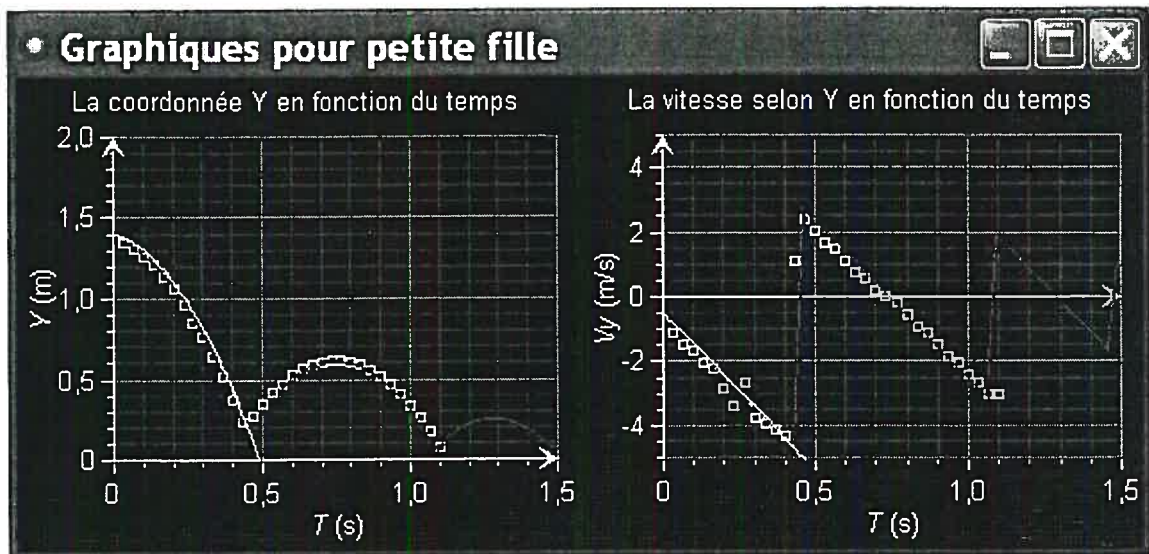 Graphiques pour petite fille
La coordonnée Y en fonction du temps
2,0
1,5
1,0
0,5
0
Y (m)
0
0,5
1,0
1,5
T (s)
La vitesse selon Y en fonction du temps
4
2
0
-2
-4
Vy (m/s)
0
0,5
1,0
1,5
T (s)